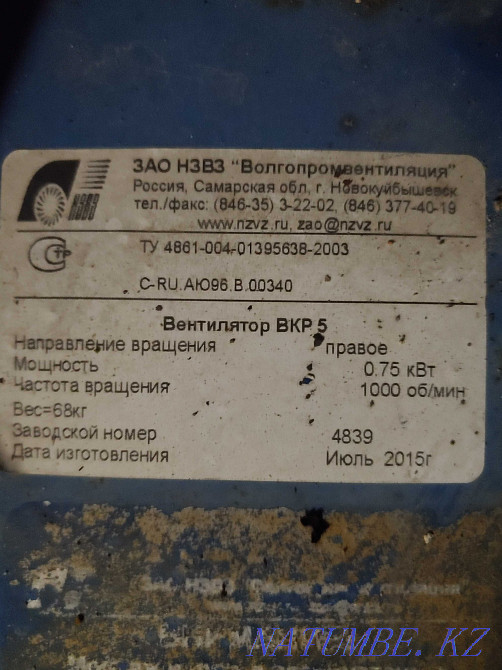 ЗАО НЗВЗ "Волгопромвентиляция"
Россия, Самарская обл, г. Новокуйбышевск
тел./факс: (846-35) 3-22-02, (846) 377-40-19
www.nzvz.ru, zao@nzvz.ru
НЗВЗ
ТУ 4861-004-01395638-2003
C-RU.АЮ96.В.00340
Вентилятор ВКР 5
Направление вращения правое
Мощность 0.75 кВт
Частота вращения 1000 об/мин
Вес=68кг
Заводской номер 4839
Дата изготовления Июль 2015г
НЗВЗ
NATUMBE.KZ